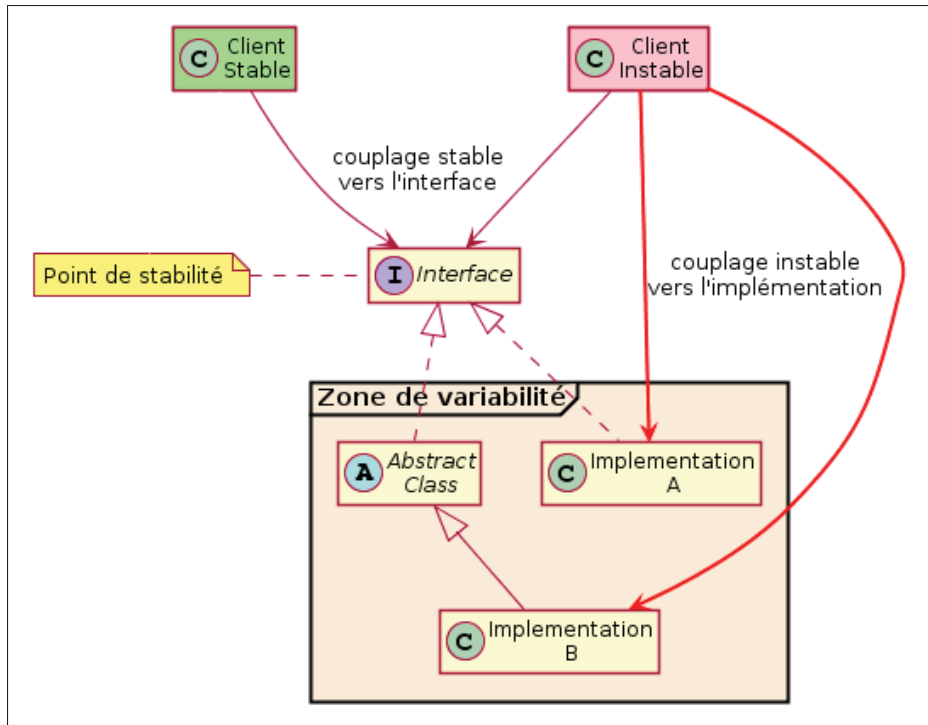 C
Client
Stable
C
Client
Instable
couplage stable
vers l'interface
Point de stabilité
I
Interface
couplage instable
vers l'implémentation
Zone de variabilité
A
Abstract
Class
C
Implementation
A
C
Implementation
B